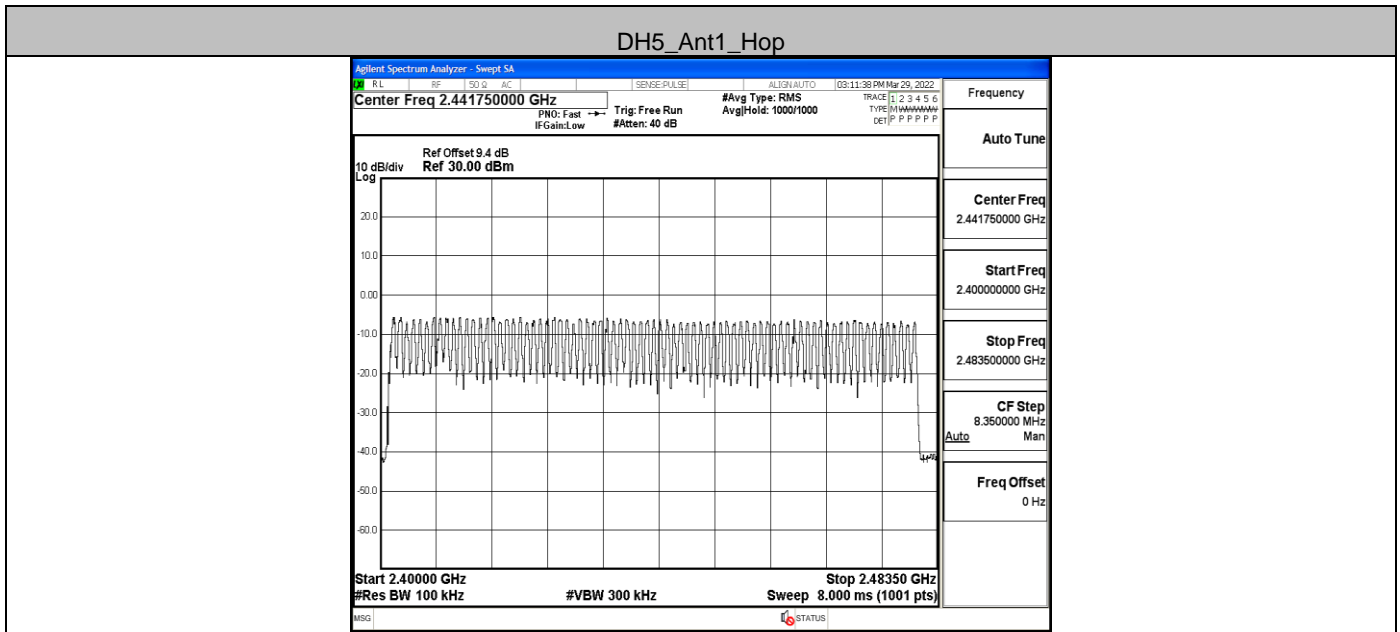 DH5_Ant1_Hop
Agilent Spectrum Analyzer - Swept SA
RL RF 50 Ω AC SENSE:PULSE ALIGN AUTO 03:11:38 PM Mar 29, 2022
Center Freq 2.441750000 GHz
PNO: Fast
IFGain:Low
Trig: Free Run
#Atten: 40 dB
#Avg Type: RMS
Avg|Hold: 1000/1000
TRACE 1 2 3 4 5 6
TYPE M
DET P P P P P P
Ref Offset 9.4 dB
10 dB/div Ref 30.00 dBm
Log
20.0
10.0
0.00
-10.0
-20.0
-30.0
-40.0
-50.0
-60.0
Start 2.40000 GHz Stop 2.48350 GHz
#Res BW 100 kHz #VBW 300 kHz Sweep 8.000 ms (1001 pts)
MSG STATUS
Frequency
Auto Tune
Center Freq
2.441750000 GHz
Start Freq
2.400000000 GHz
Stop Freq
2.483500000 GHz
CF Step
8.350000 MHz
Auto Man
Freq Offset
0 Hz